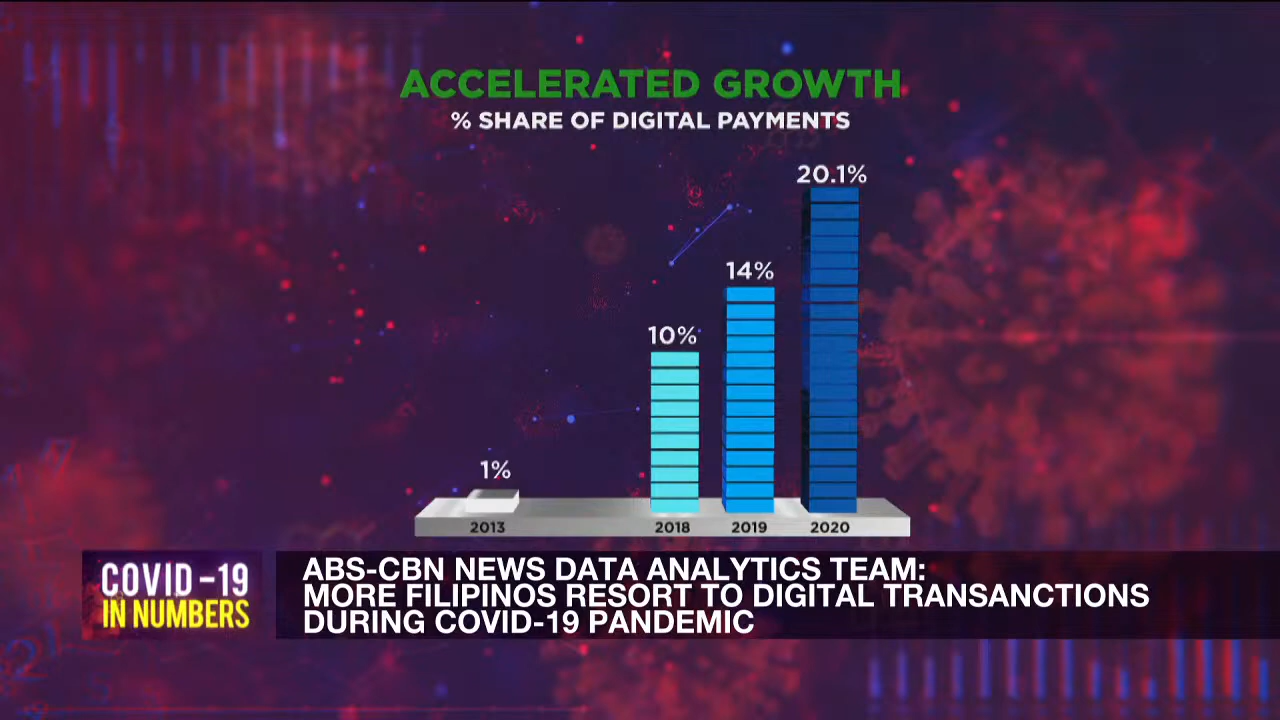 ACCELERATED GROWTH
% SHARE OF DIGITAL PAYMENTS
20.1%
14%
10%
1%
2013 2018 2019 2020
COVID-19
IN NUMBERS
ABS-CBN NEWS DATA ANALYTICS TEAM:
MORE FILIPINOS RESORT TO DIGITAL TRANSANCTIONS
DURING COVID-19 PANDEMIC